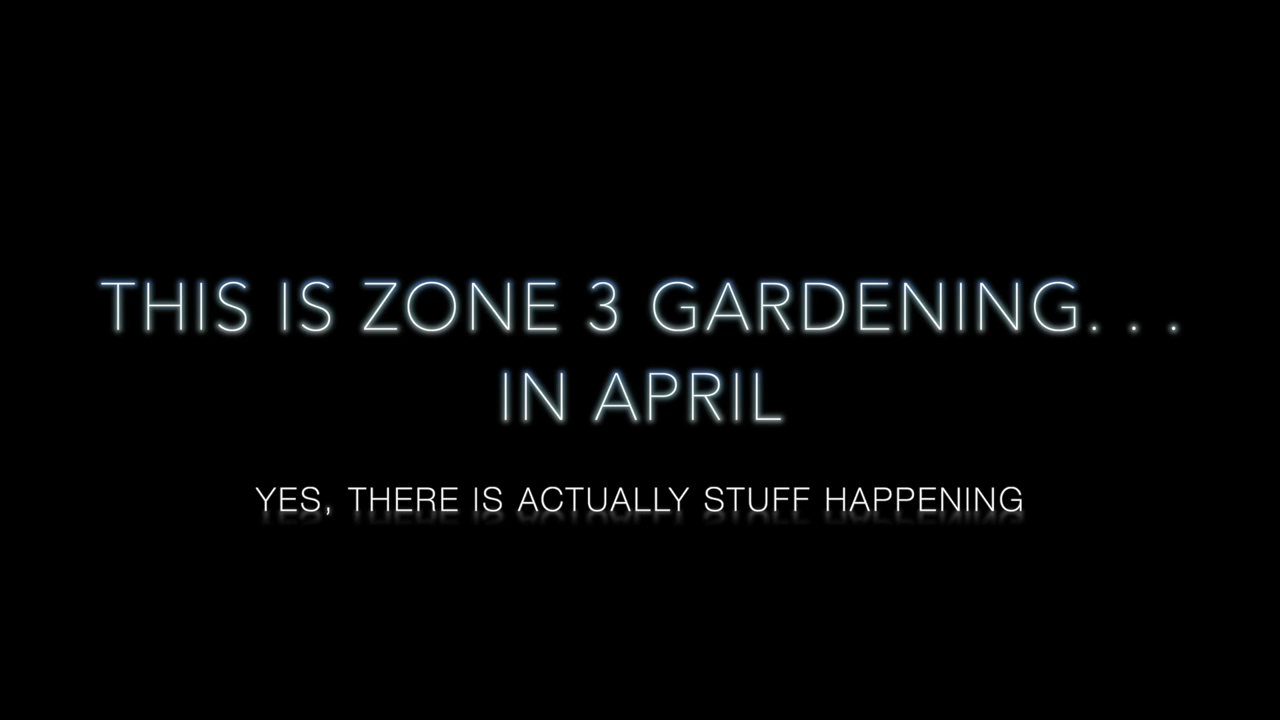 THIS IS ZONE 3 GARDENING. . .
IN APRIL
YES, THERE IS ACTUALLY STUFF HAPPENING